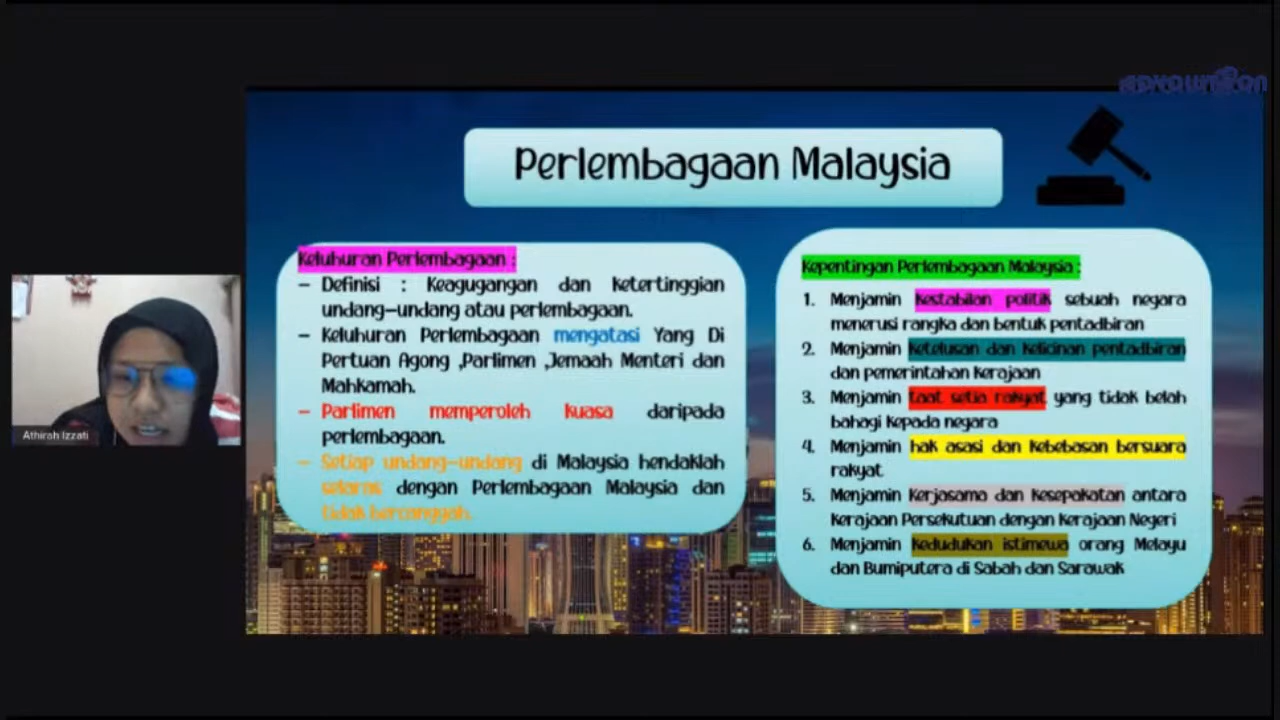 Perlembagaan Malaysia
Keluhuran Perlembagaan :
– Definisi : Keagugangan dan ketertinggian
undang-undang atau perlembagaan.
– Keluhuran Perlembagaan mengatasi Yang Di
Pertuan Agong ,Parlimen ,Jemaah Menteri dan
Mahkamah.
– Parlimen memperoleh kuasa daripada
perlembagaan.
– Setiap undang-undang di Malaysia hendaklah
selaras dengan Perlembagaan Malaysia dan
tidak bercanggah.
Kepentingan Perlembagaan Malaysia :
1. Menjamin kestabilan politik sebuah negara
menerusi rangka dan bentuk pentadbiran
2. Menjamin ketelusan dan kelicinan pentadbiran
dan pemerintahan kerajaan
3. Menjamin taat setia rakyat yang tidak belah
bahagi kepada negara
4. Menjamin hak asasi dan kebebasan bersuara
rakyat
5. Menjamin kerjasama dan kesepakatan antara
Kerajaan Persekutuan dengan Kerajaan Negeri
6. Menjamin kedudukan istimewa orang Melayu
dan Bumiputera di Sabah dan Sarawak
Athirah Izzati